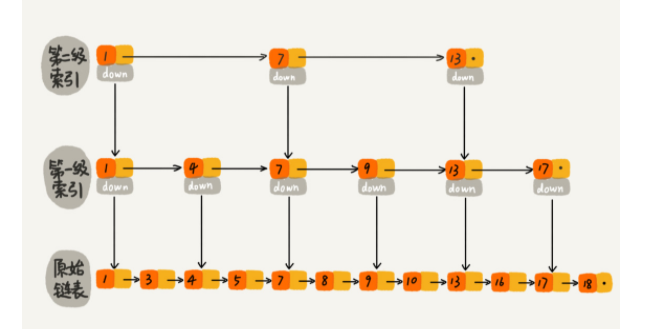 第二级
索引
1 7 13
down down down
第一级
索引
1 4 7 9 13 17
down down down down down down
原始
链表
1 3 4 5 7 8 9 10 13 16 17 18